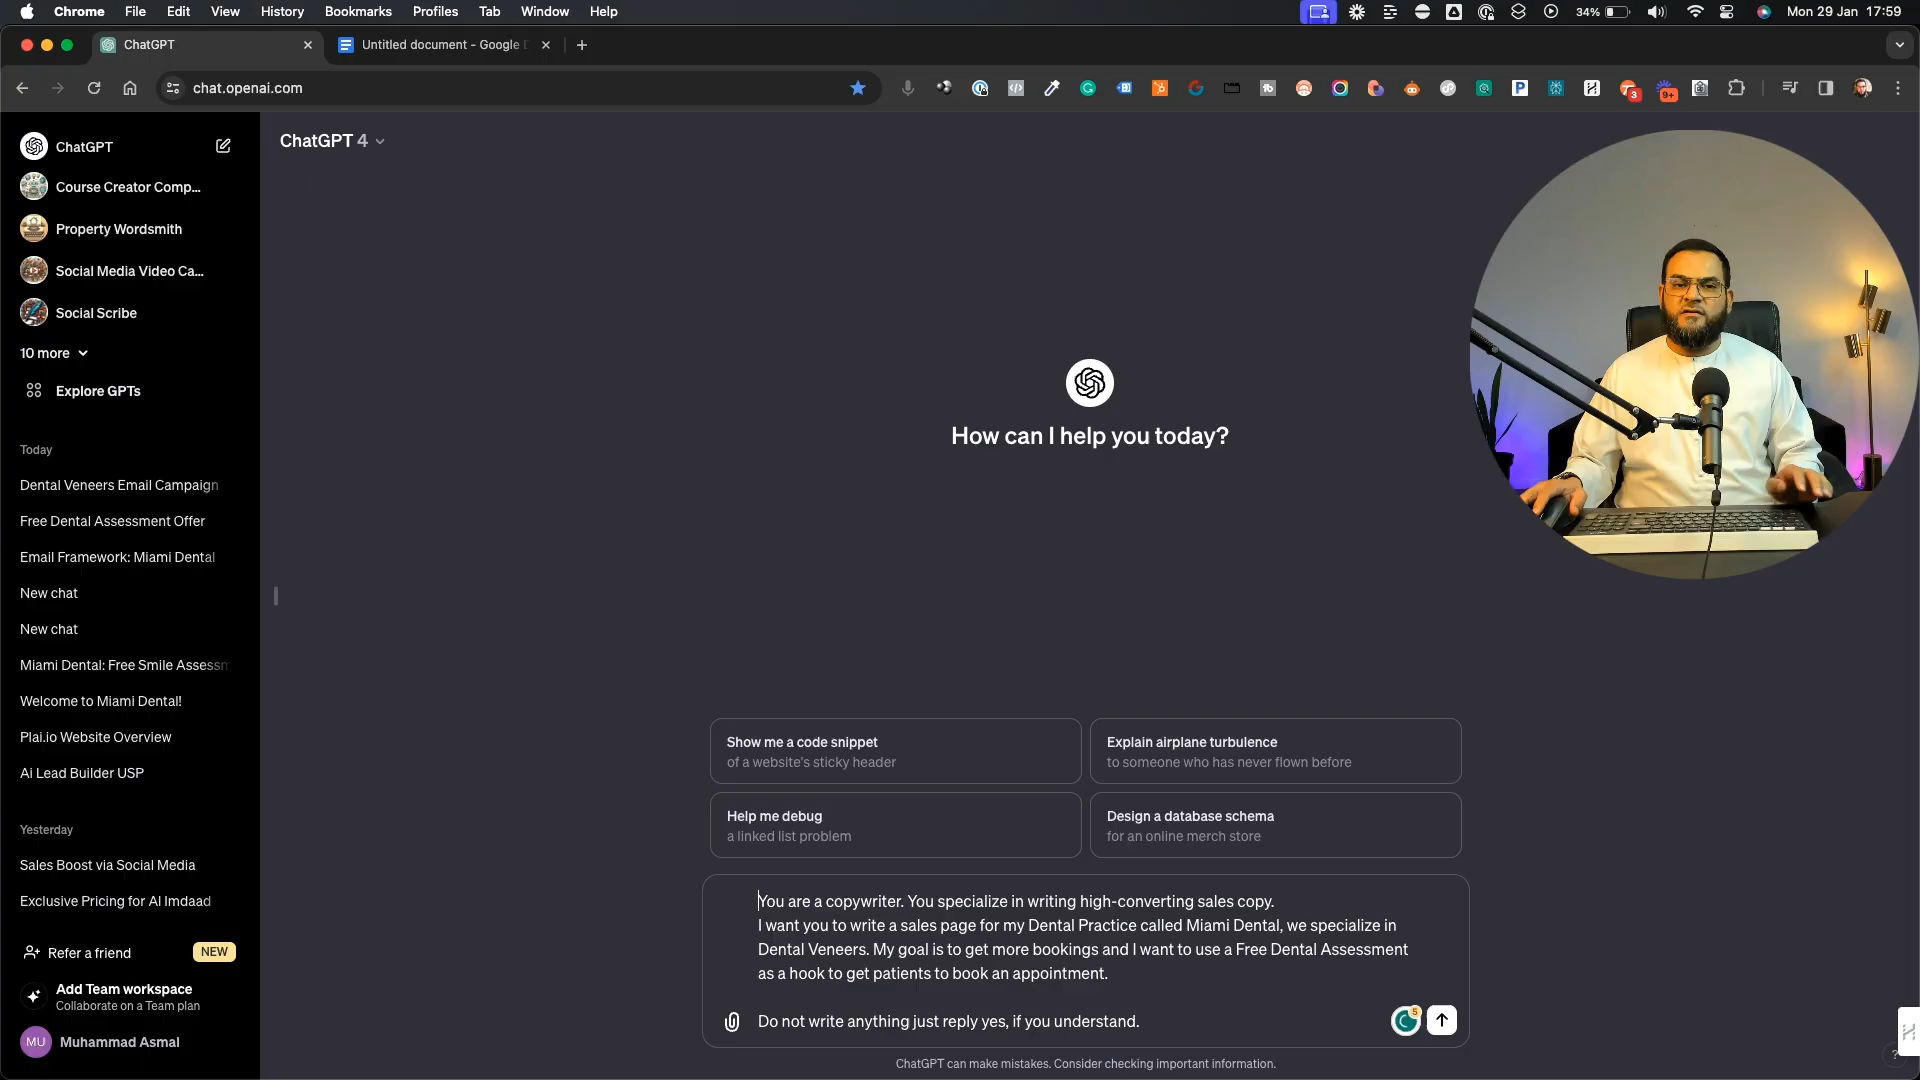 Chrome File Edit View History Bookmarks Profiles Tab Window Help
34% Mon 29 Jan 17:59
ChatGPT
Untitled document - Google
chat.openai.com
3
9+
ChatGPT
Course Creator Comp...
Property Wordsmith
Social Media Video Ca...
Social Scribe
10 more
Explore GPTs
Today
Dental Veneers Email Campaign
Free Dental Assessment Offer
Email Framework: Miami Dental
New chat
New chat
Miami Dental: Free Smile Assessm
Welcome to Miami Dental!
Plai.io Website Overview
Ai Lead Builder USP
Yesterday
Sales Boost via Social Media
Exclusive Pricing for Al Imdaad
Refer a friend NEW
Add Team workspace
Collaborate on a Team plan
MU Muhammad Asmal
ChatGPT 4
How can I help you today?
Show me a code snippet
of a website's sticky header
Explain airplane turbulence
to someone who has never flown before
Help me debug
a linked list problem
Design a database schema
for an online merch store
You are a copywriter. You specialize in writing high-converting sales copy.
I want you to write a sales page for my Dental Practice called Miami Dental, we specialize in
Dental Veneers. My goal is to get more bookings and I want to use a Free Dental Assessment
as a hook to get patients to book an appointment.
Do not write anything just reply yes, if you understand.
5
ChatGPT can make mistakes. Consider checking important information.
?